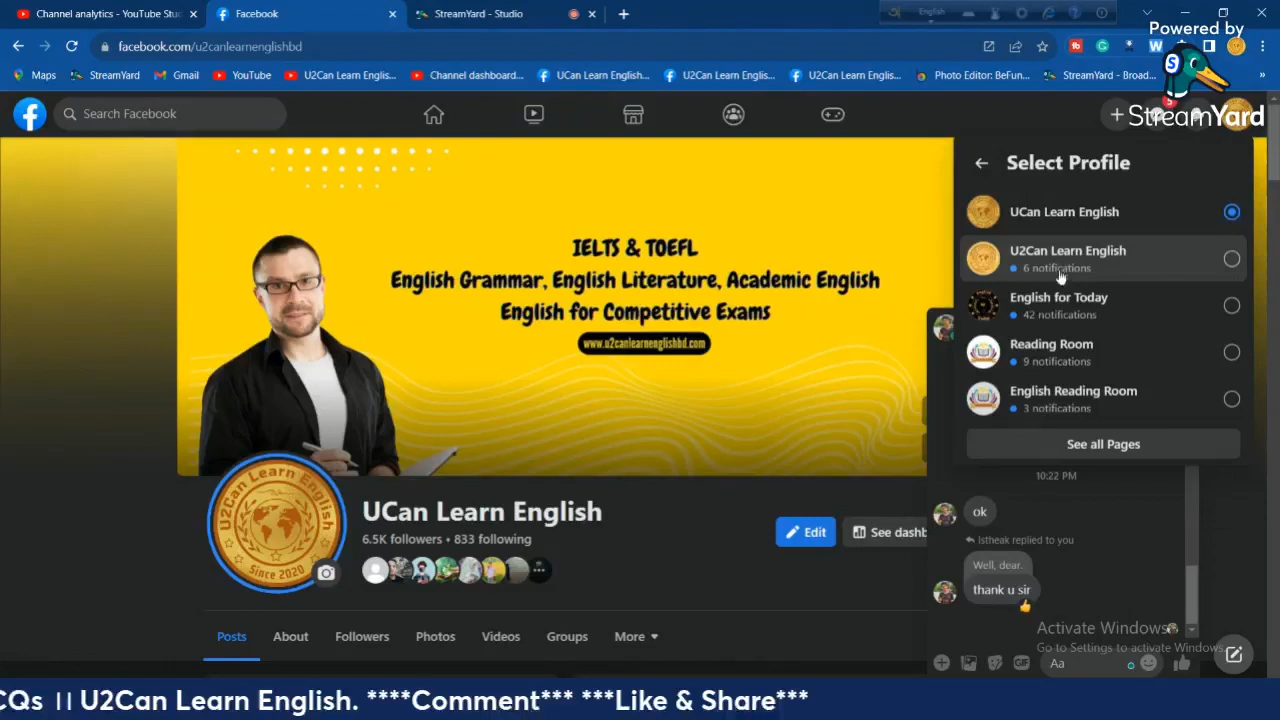 Channel analytics - YouTube Stu
Facebook
StreamYard - Studio
English
facebook.com/u2canlearnenglishbd
Powered by
StreamYard
Maps
StreamYard
Gmail
YouTube
U2Can Learn Englis...
Channel dashboard...
UCan Learn English...
U2Can Learn Englis...
U2Can Learn Englis...
Photo Editor: BeFun...
StreamYard - Broad...
Search Facebook
5
Select Profile
UCan Learn English
U2Can Learn English
6 notifications
English for Today
42 notifications
Reading Room
9 notifications
English Reading Room
3 notifications
See all Pages
IELTS & TOEFL
English Grammar, English Literature, Academic English
English for Competitive Exams
www.u2canlearnenglishbd.com
U2Can Learn English
Since 2020
UCan Learn English
6.5K followers • 833 following
Edit
See dashb
Posts
About
Followers
Photos
Videos
Groups
More
10:22 PM
ok
Istheak replied to you
Well, dear.
thank u sir
Activate Windows
Go to Settings to activate Windows.
GIF
Aa
CQs || U2Can Learn English. ****Comment*** ***Like & Share***